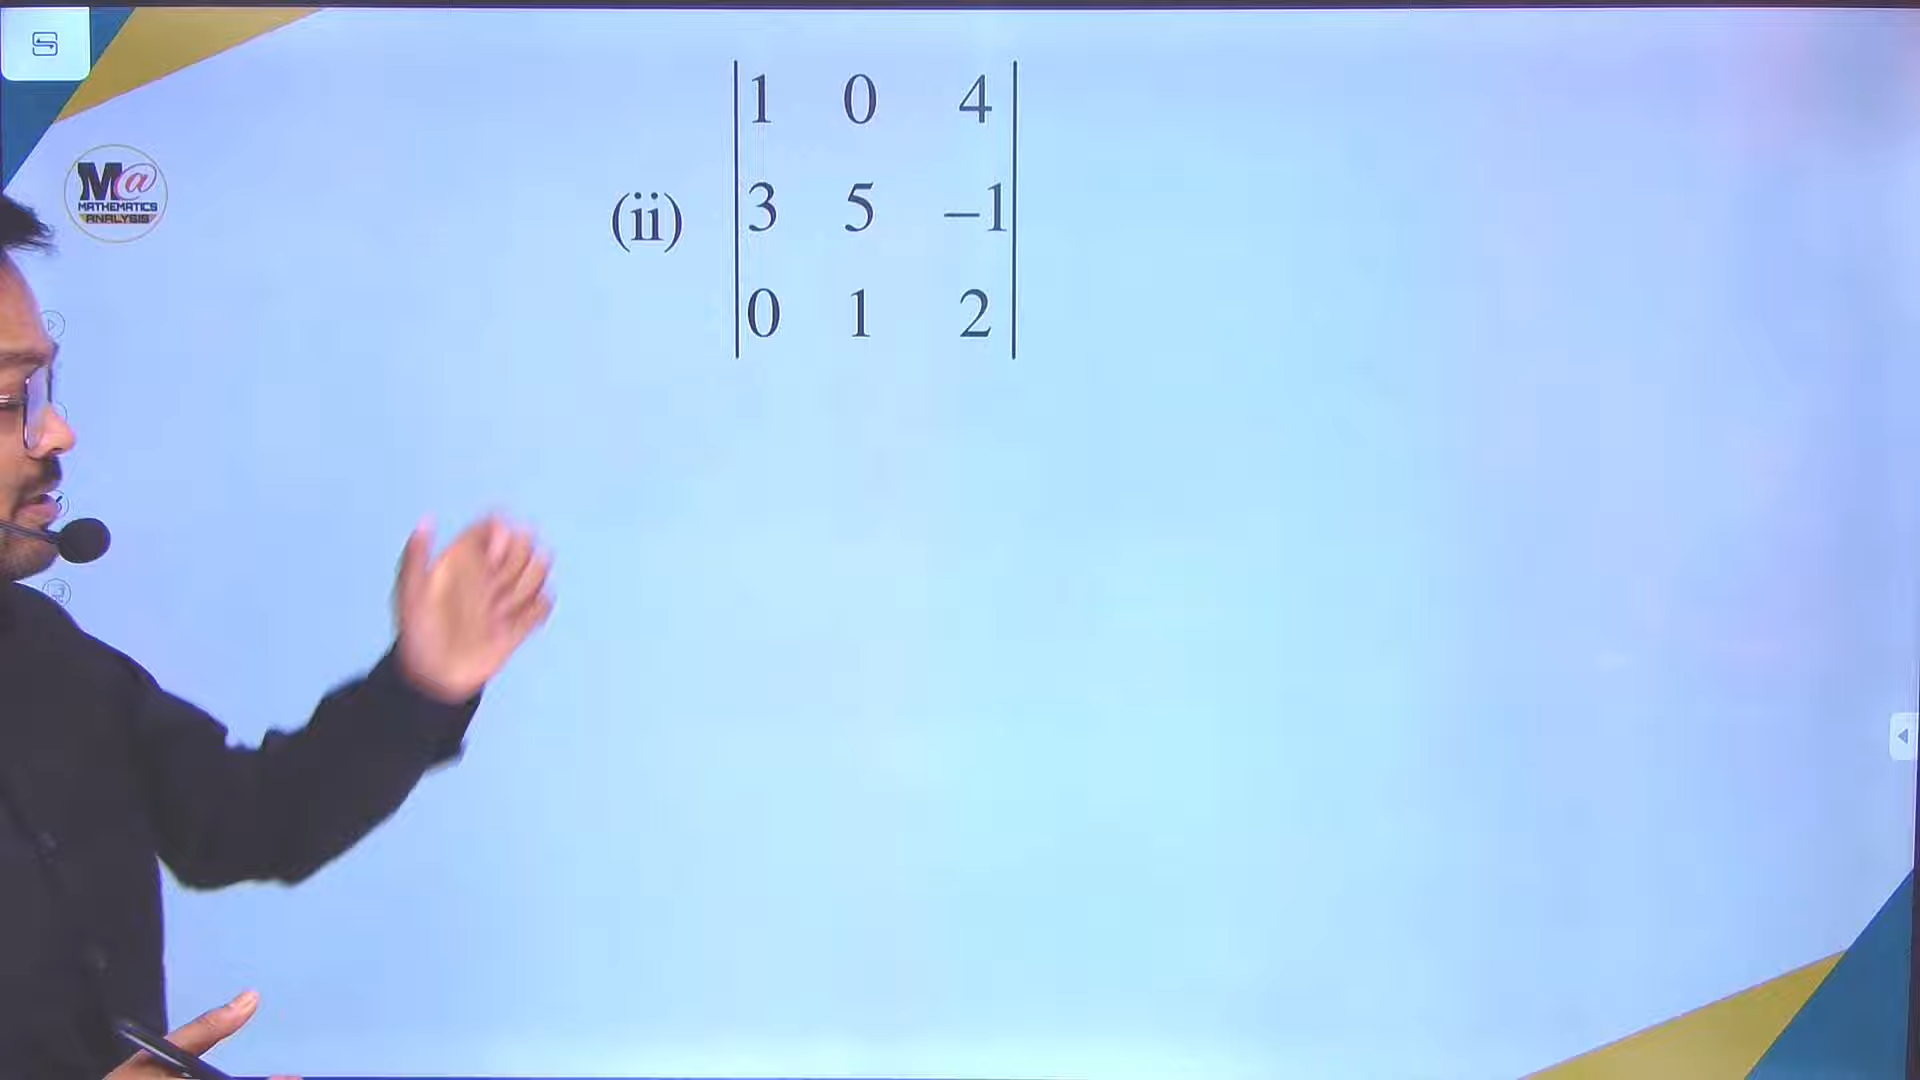 M@
MATHEMATICS
ANALYSIS
1 0 4
(ii) 3 5 –1
0 1 2